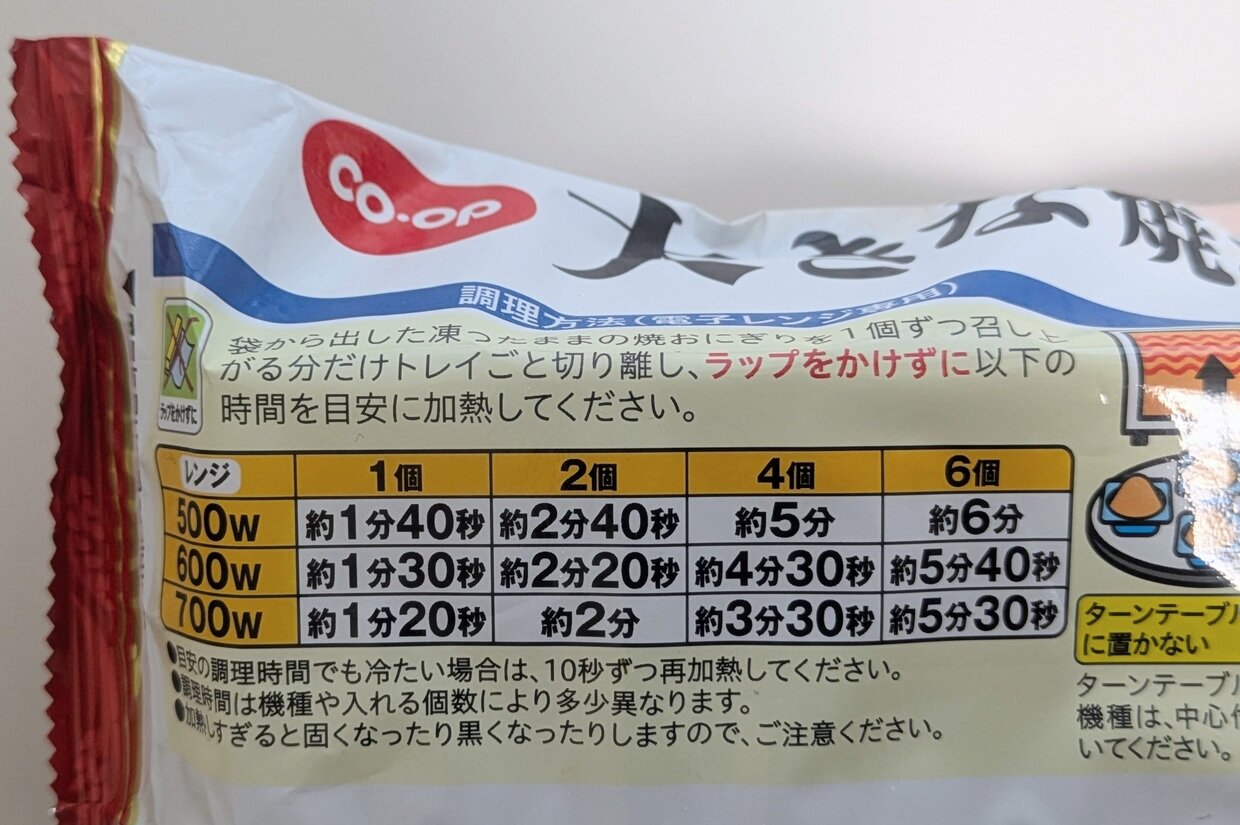 CO-OP
大きな焼
調理方法(電子レンジ専用)
袋から出した凍ったままの焼おにぎりを1個ずつ召し上
がる分だけトレイごと切り離し、ラップをかけずに以下の
時間を目安に加熱してください。
ラップをかけずに
レンジ 1個 2個 4個 6個
500W 約1分40秒 約2分40秒 約5分 約6分
600W 約1分30秒 約2分20秒 約4分30秒 約5分40秒
700W 約1分20秒 約2分 約3分30秒 約5分30秒
●目安の調理時間でも冷たい場合は、10秒ずつ再加熱してください。
●調理時間は機種や入れる個数により多少異なります。
●加熱しすぎると固くなったり黒くなったりしますので、ご注意ください。
ターンテーブル
に置かない
ターンテーブル
機種は、中心
いてください。